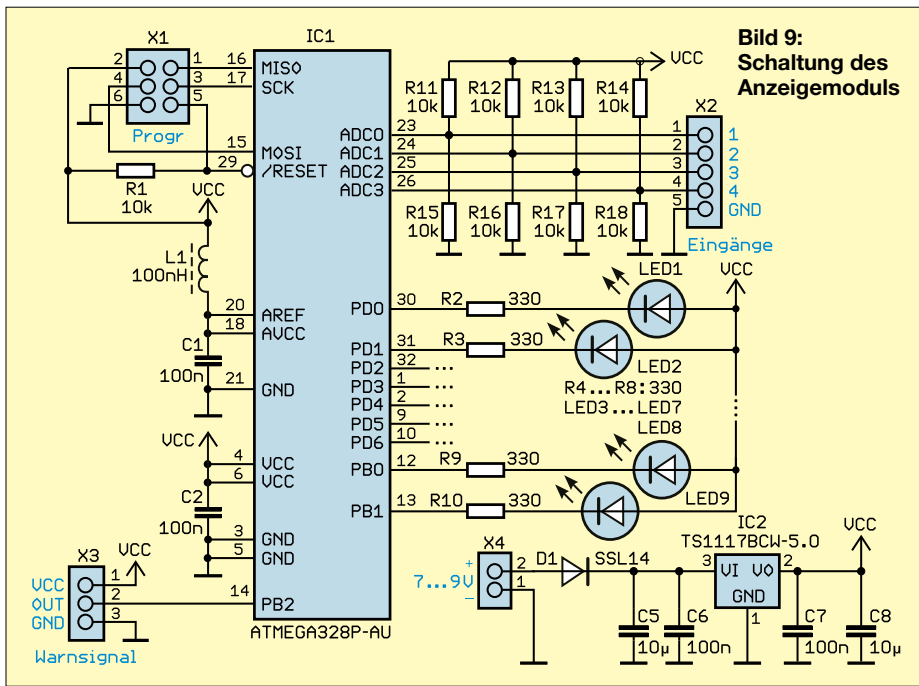 Bild 9:
Schaltung des
Anzeigemoduls
X1
2 1
4 3
6 5
Progr
16
17
15
29
IC1
MISO
SCK
MOSI
/RESET
R1
10k
VCC
L1
100nH
20
18
AREF
AVCC
C1
100n
21
GND
VCC
4
6
VCC
VCC
C2
100n
3
5
GND
GND
X3
VCC
VCC
OUT
GND
1
2
3
Warnsignal
14
PB2
ATMEGA328P-AU
ADC0
ADC1
ADC2
ADC3
23
24
25
26
VCC
R11
10k
R12
10k
R13
10k
R14
10k
R15
10k
R16
10k
R17
10k
R18
10k
X2
1 1
2 2
3 3
4 4
5 GND
Eingänge
PD0
30
R2
330
LED1
VCC
PD1
31
R3
330
LED2
PD2
32
...
PD3
1
...
PD4
2
...
PD5
9
...
PD6
10
...
R4...R8:330
LED3...LED7
...
PB0
12
R9
330
LED8
PB1
13
R10
330
LED9
X4
+
7...9V
–
2
1
D1
SSL14
IC2
TS1117BCW-5.0
3
VI VO
2
GND
1
VCC
C5
10µ
C6
100n
C7
100n
C8
10µ